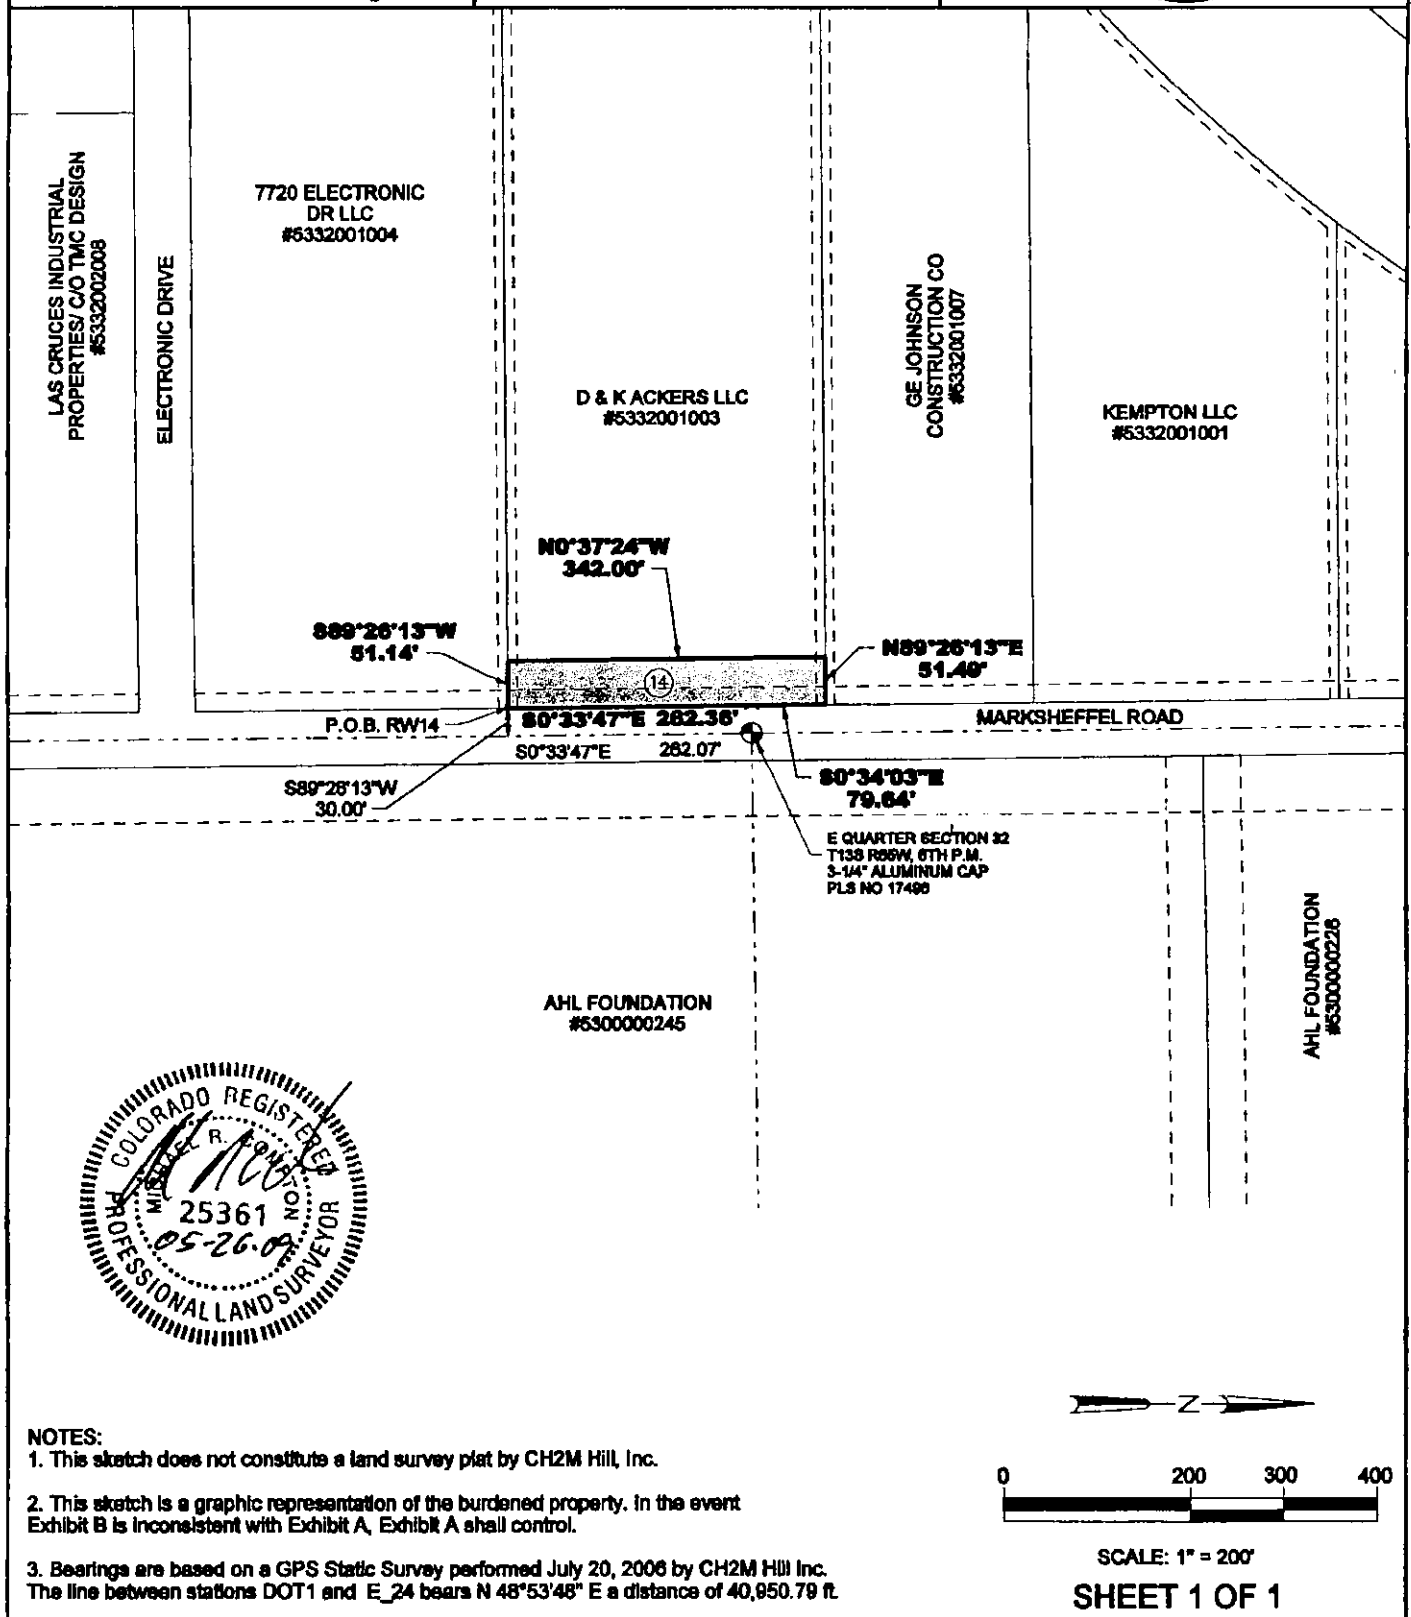 LAS CRUCES INDUSTRIAL
PROPERTIES/ C/O TMC DESIGN
#5332002008
ELECTRONIC DRIVE
7720 ELECTRONIC
DR LLC
#5332001004
D & K ACKERS LLC
#5332001003
GE JOHNSON
CONSTRUCTION CO
#5332001007
KEMPTON LLC
#5332001001
N0°37'24"W
342.00'
S89°26'13"W
51.14'
14
N89°26'13"E
51.49'
P.O.B. RW14
S0°33'47"E 262.36'
MARKSHEFFEL ROAD
S0°33'47"E 262.07'
S89°26'13"W
30.00'
S0°34'03"E
79.64'
E QUARTER SECTION 32
T13S R65W, 6TH P.M.
3-1/4" ALUMINUM CAP
PLS NO
AHL FOUNDATION
#5300000245
AHL FOUNDATION
#5300000226
COLORADO REGISTERED
MICHAEL R. COMPTON
25361
05-26-09
PROFESSIONAL LAND SURVEYOR
Z
NOTES:
1. This sketch does not constitute a land survey plat by CH2M Hill, Inc.
2. This sketch is a graphic representation of the burdened property. In the event
Exhibit B is inconsistent with Exhibit A, Exhibit A shall control.
3. Bearings are based on a GPS Static Survey performed July 20, 2006 by CH2M Hill Inc.
The line between stations DOT1 and E_24 bears N 48°53'48" E a distance of 40,950.79 ft.
0 200 300 400
SCALE: 1" = 200'
SHEET 1 OF 1